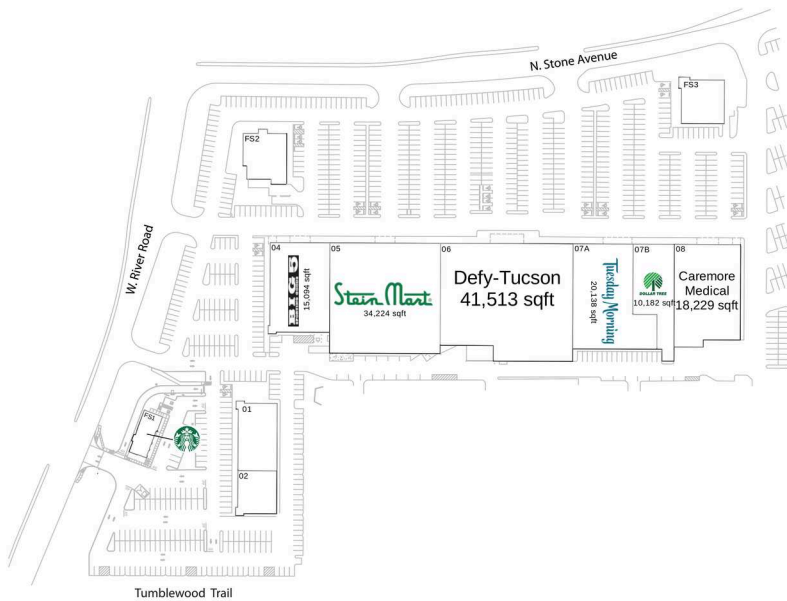 N. Stone Avenue
FS3
FS2
W. River Road
04
05
06
07A
07B
08
BIG 5
15,094 sqft
Stein Mart
34,224 sqft
Defy-Tucson
41,513 sqft
Tuesday Morning
20,138 sqft
DOLLAR TREE
10,182 sqft
Caremore
Medical
18,229 sqft
FS1
01
02
Tumblewood Trail